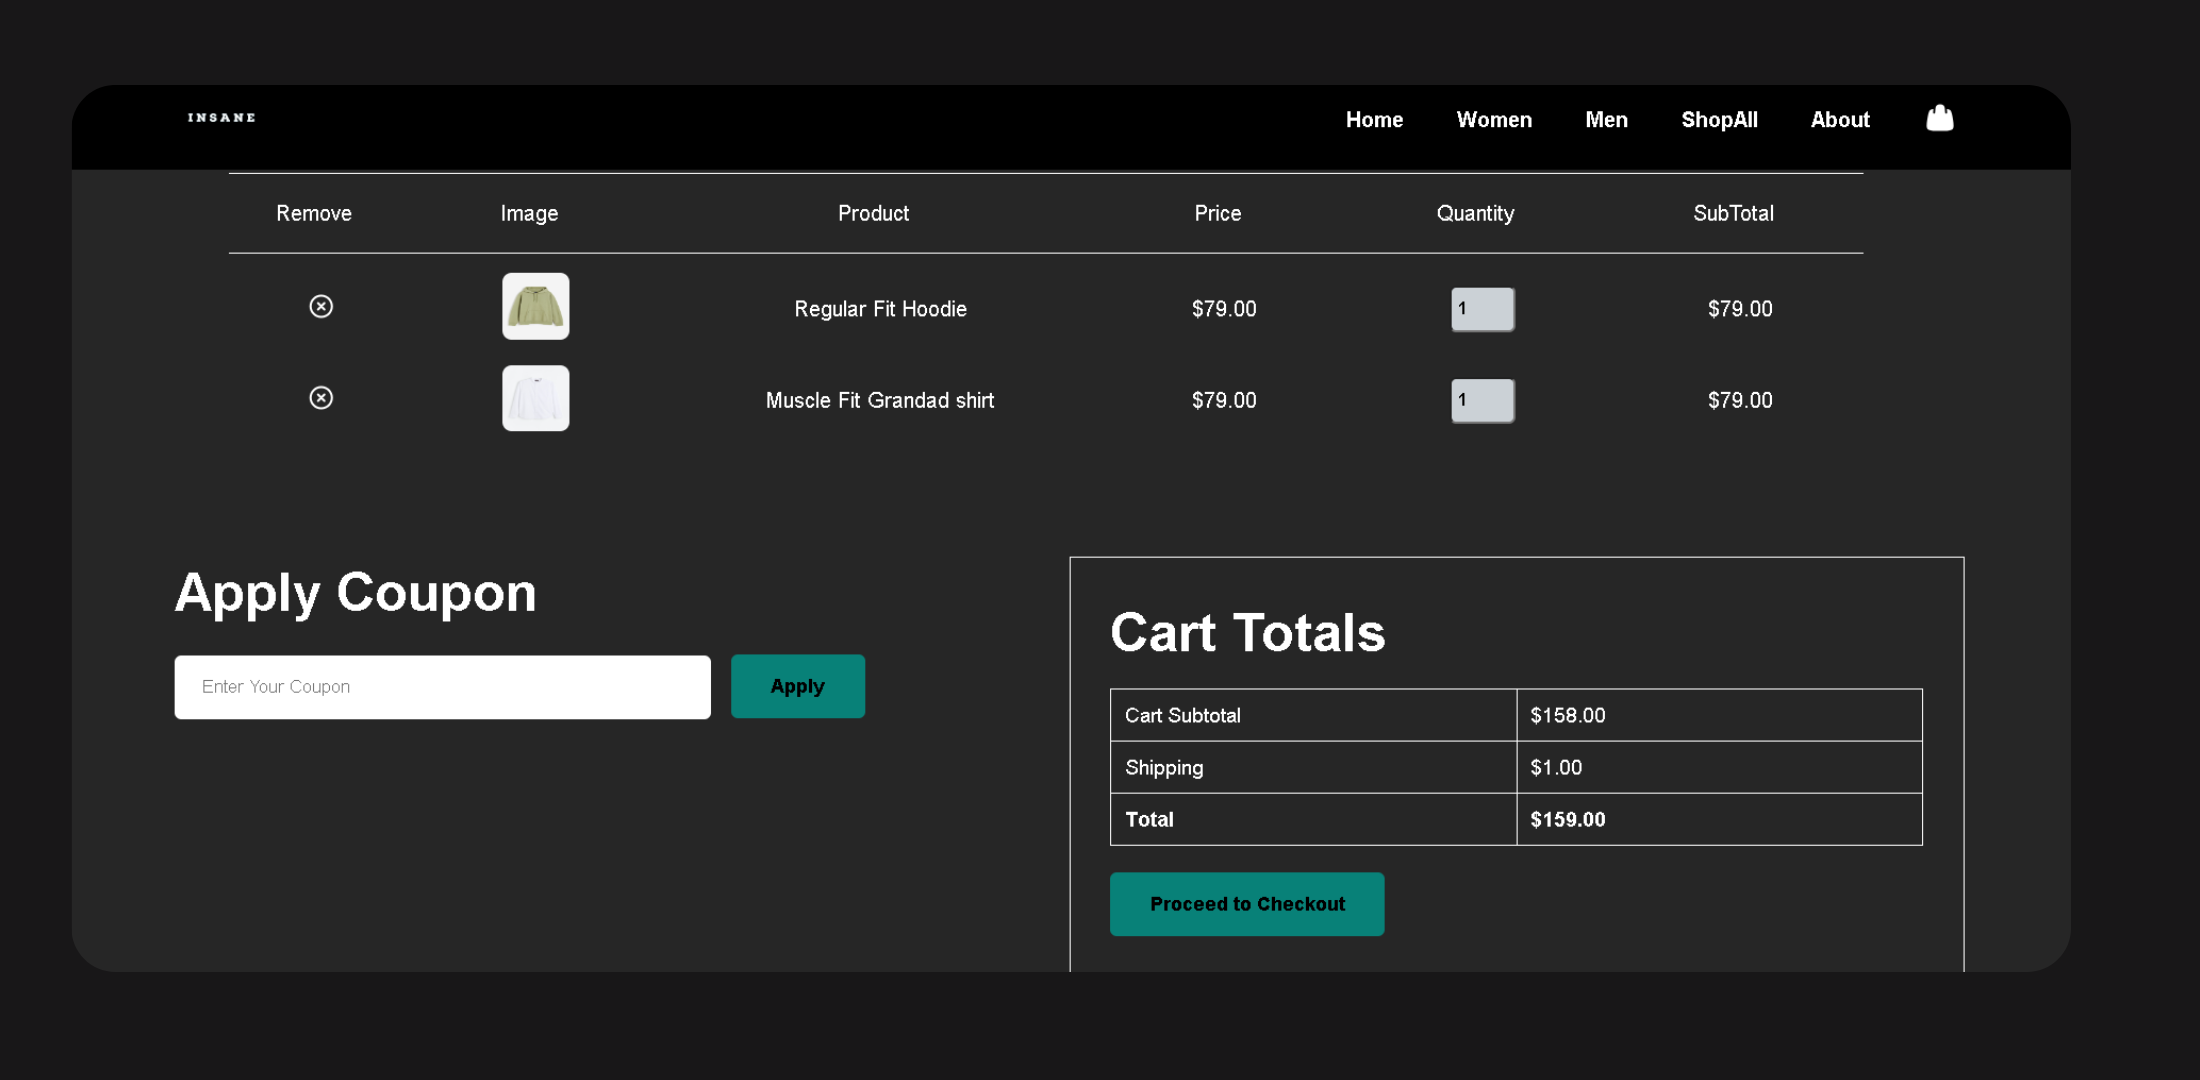 INSANE Home Women Men ShopAll About
Remove Image Product Price Quantity SubTotal
Regular Fit Hoodie $79.00 1 $79.00
Muscle Fit Grandad shirt $79.00 1 $79.00
Apply Coupon
Enter Your Coupon Apply
Cart Totals
Cart Subtotal $158.00
Shipping $1.00
Total $159.00
Proceed to Checkout